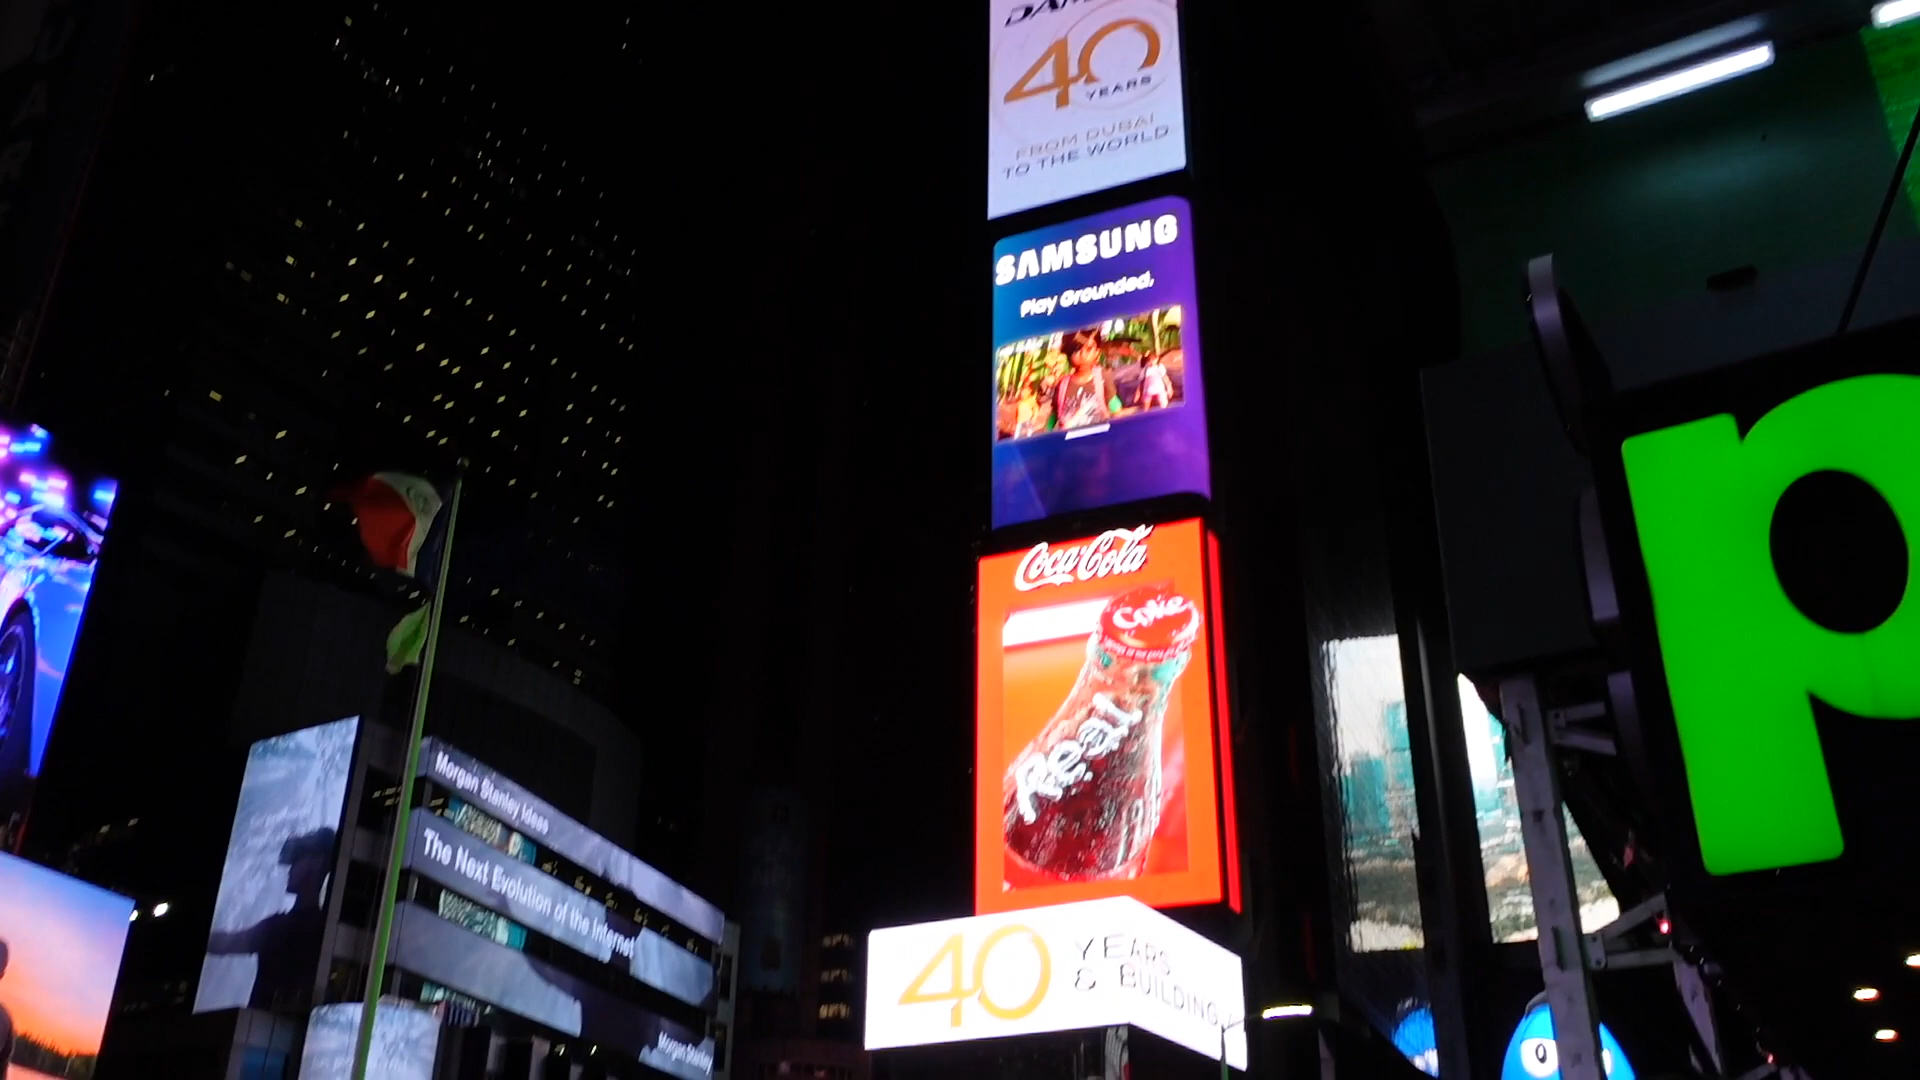 40
YEARS
FROM DUBAI
TO THE WORLD
SAMSUNG
Play Grounded.
Coca-Cola
Coke
Real
40 YEARS
& BUILDING
Morgan Stanley Ideas
The Next Evolution of the Internet
Morgan Stanley
p